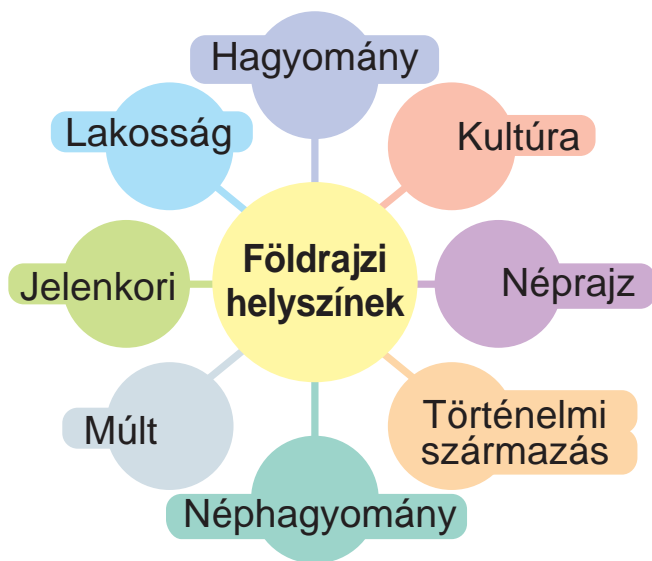 Hagyomány
Lakosság
Kultúra
Földrajzi
helyszínek
Jelenkori
Néprajz
Múlt
Történelmi
származás
Néphagyomány